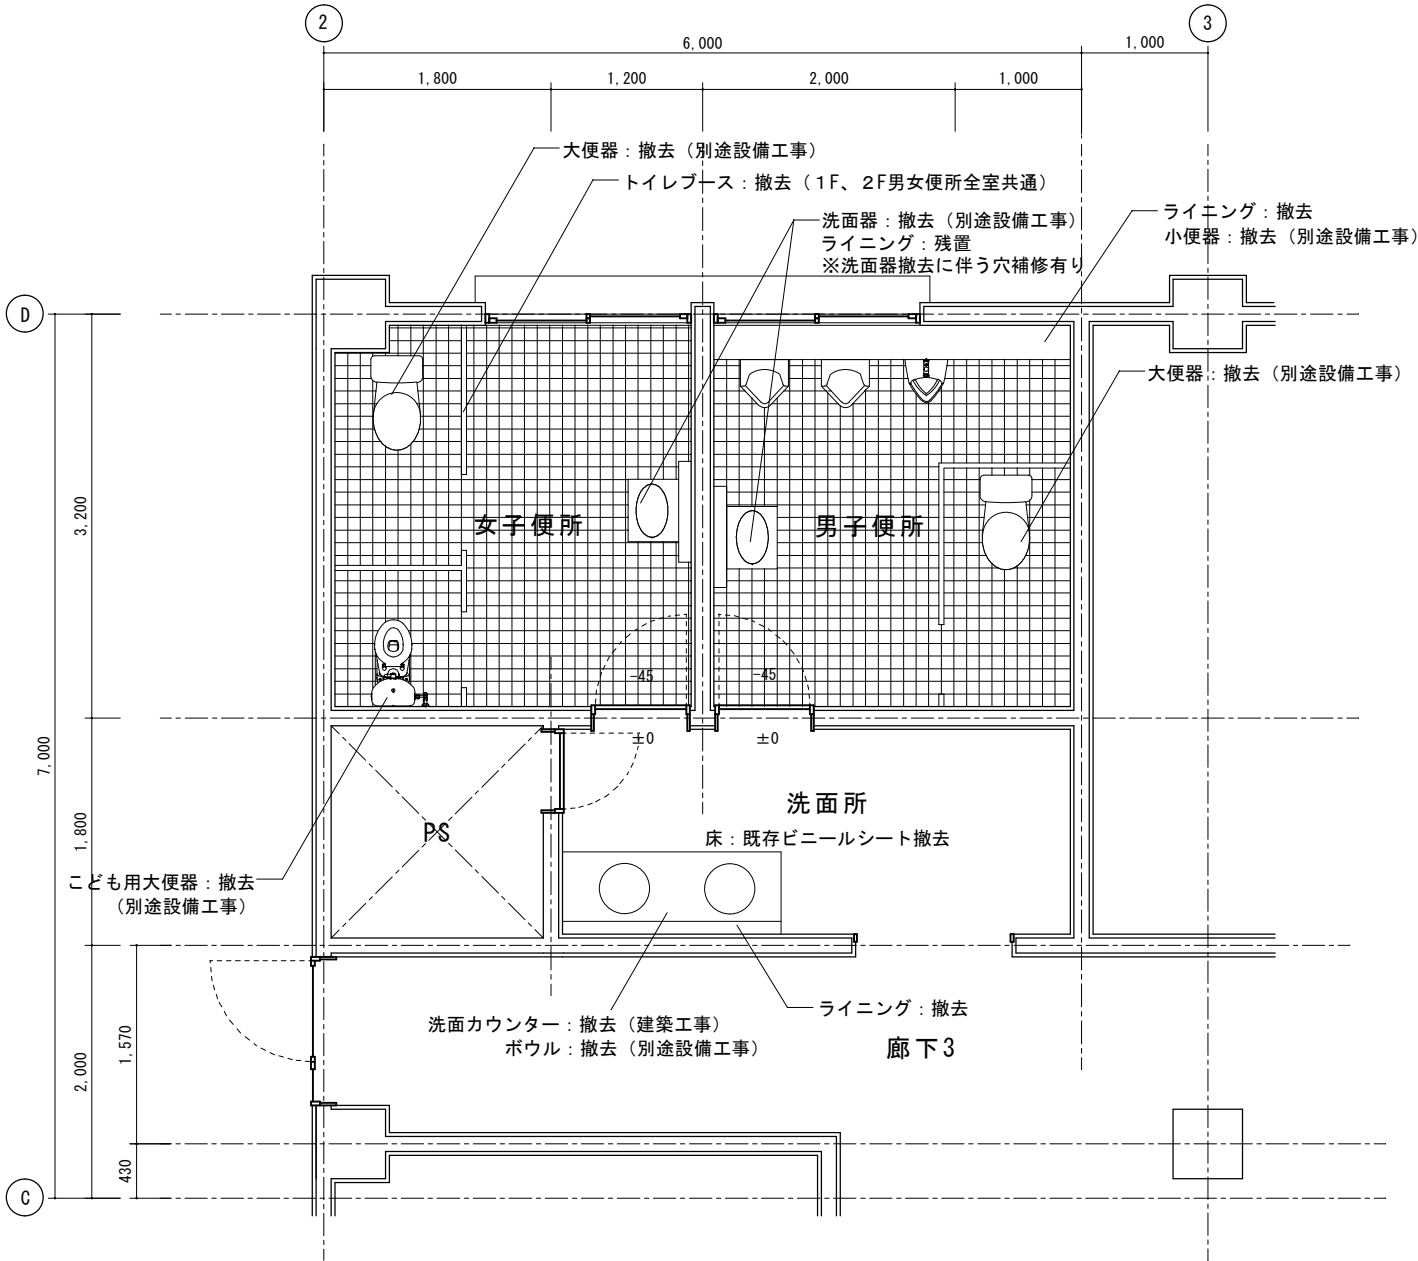 2
3
6,000
1,000
1,800
1,200
2,000
1,000
大便器：撤去（別途設備工事）
トイレブース：撤去（１F、２F男女便所全室共通）
洗面器：撤去（別途設備工事）
ライニング：残置
※洗面器撤去に伴う穴補修有り
ライニング：撤去
小便器：撤去（別途設備工事）
D
大便器：撤去（別途設備工事）
3,200
女子便所
男子便所
-45
-45
±0
±0
7,000
1,800
PS
洗面所
床：既存ビニールシート撤去
こども用大便器：撤去
（別途設備工事）
ライニング：撤去
洗面カウンター：撤去（建築工事）
ボウル：撤去（別途設備工事）
廊下3
1,570
2,000
430
C